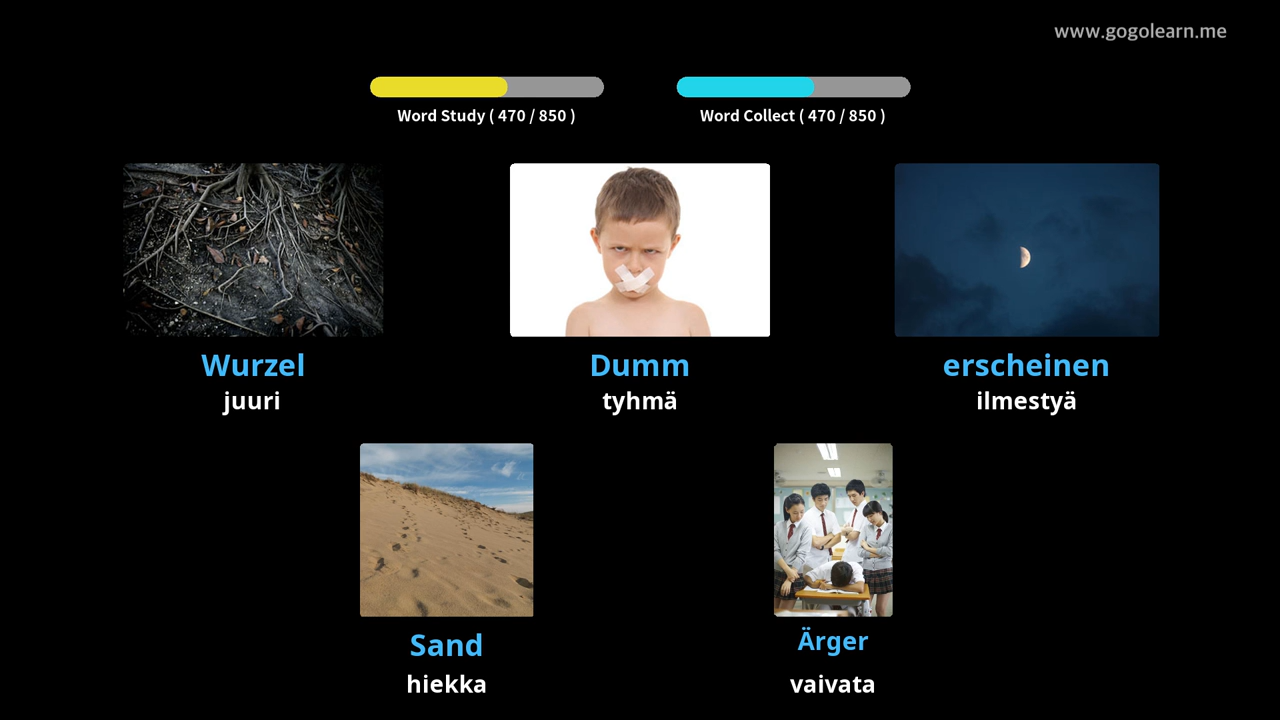 www.gogolearn.me
Word Study ( 470 / 850 )
Word Collect ( 470 / 850 )
Wurzel
juuri
Dumm
tyhmä
erscheinen
ilmestyä
Sand
hiekka
Ärger
vaivata